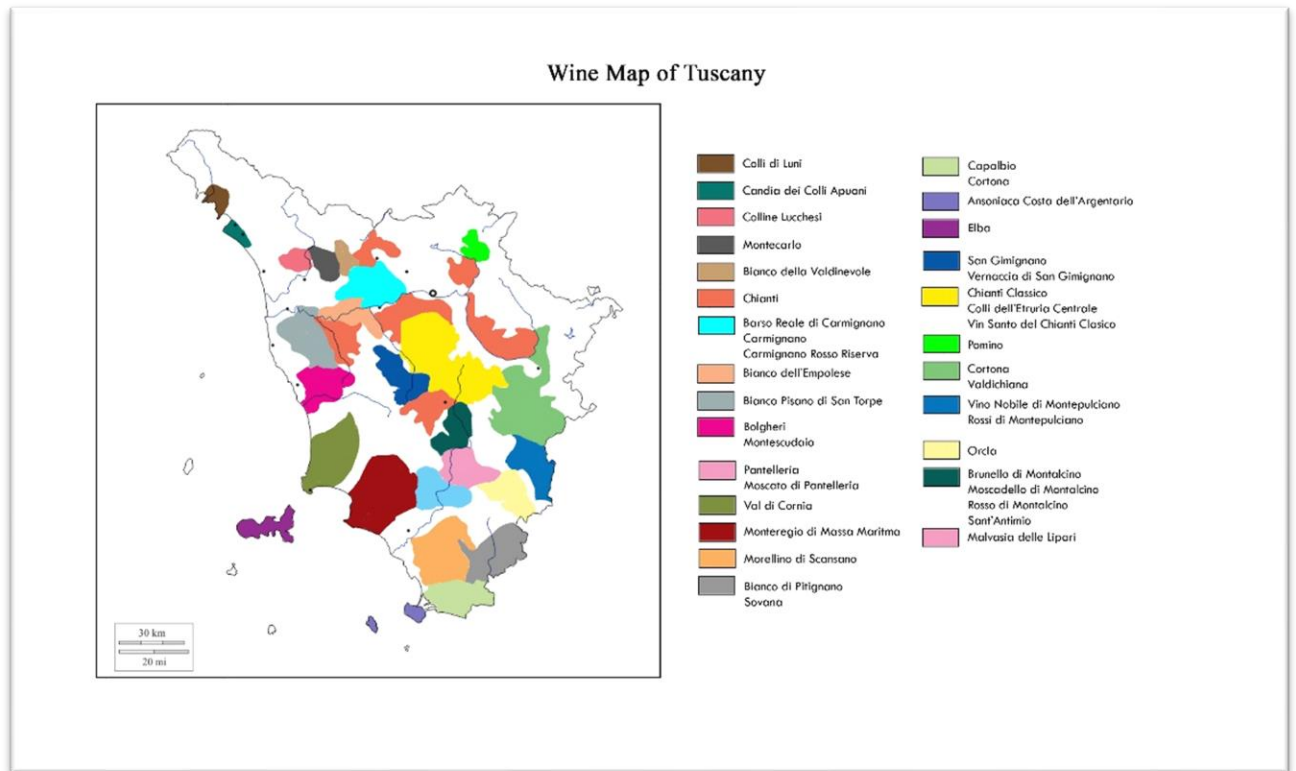 Wine Map of Tuscany
30 km
20 mi
Calli di Luni
Candia dei Colli Apuani
Colline Lucchesi
Montecarlo
Bianco della Valdinevole
Chianti
Barso Reale di Carmignano
Carmignano
Carmignano Rosso Riserva
Bianco dell'Empolese
Bianco Pisano di San Torpe
Bolgheri
Montescudaio
Pantelleria
Moscato di Pantelleria
Val di Cornia
Monteregio di Massa Maritma
Morellino di Scansano
Bianco di Pitignano
Sovana
Capalbio
Cortona
Ansoniaca Costa dell'Argentario
Elba
San Gimignano
Vernaccia di San Gimignano
Chianti Classico
Colli dell'Etruria Centrale
Vin Santo del Chianti Clasico
Pomino
Cortona
Valdichiana
Vino Nobile di Montepulciano
Rossi di Montepulciano
Orcla
Brunello di Montalcino
Moscadello di Montalcino
Rosso di Montalcino
Sant'Antimio
Malvasia delle Lipari